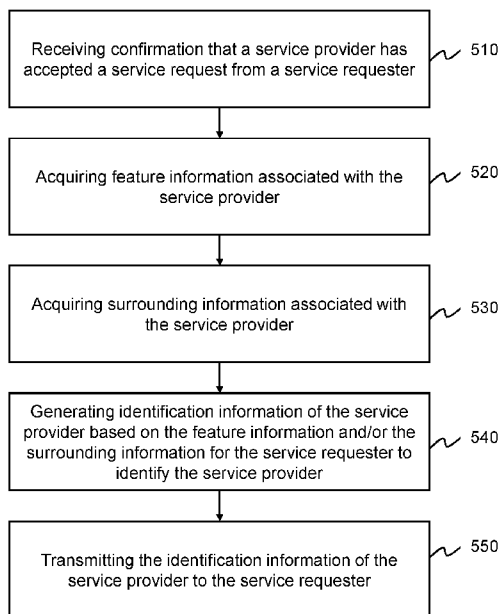 Receiving confirmation that a service provider has
accepted a service request from a service requester
510
Acquiring feature information associated with the
service provider
520
Acquiring surrounding information associated with
the service provider
530
Generating identification information of the service
provider based on the feature information and/or the
surrounding information for the service requester to
identify the service provider
540
Transmitting the identification information of the
service provider to the service requester
550